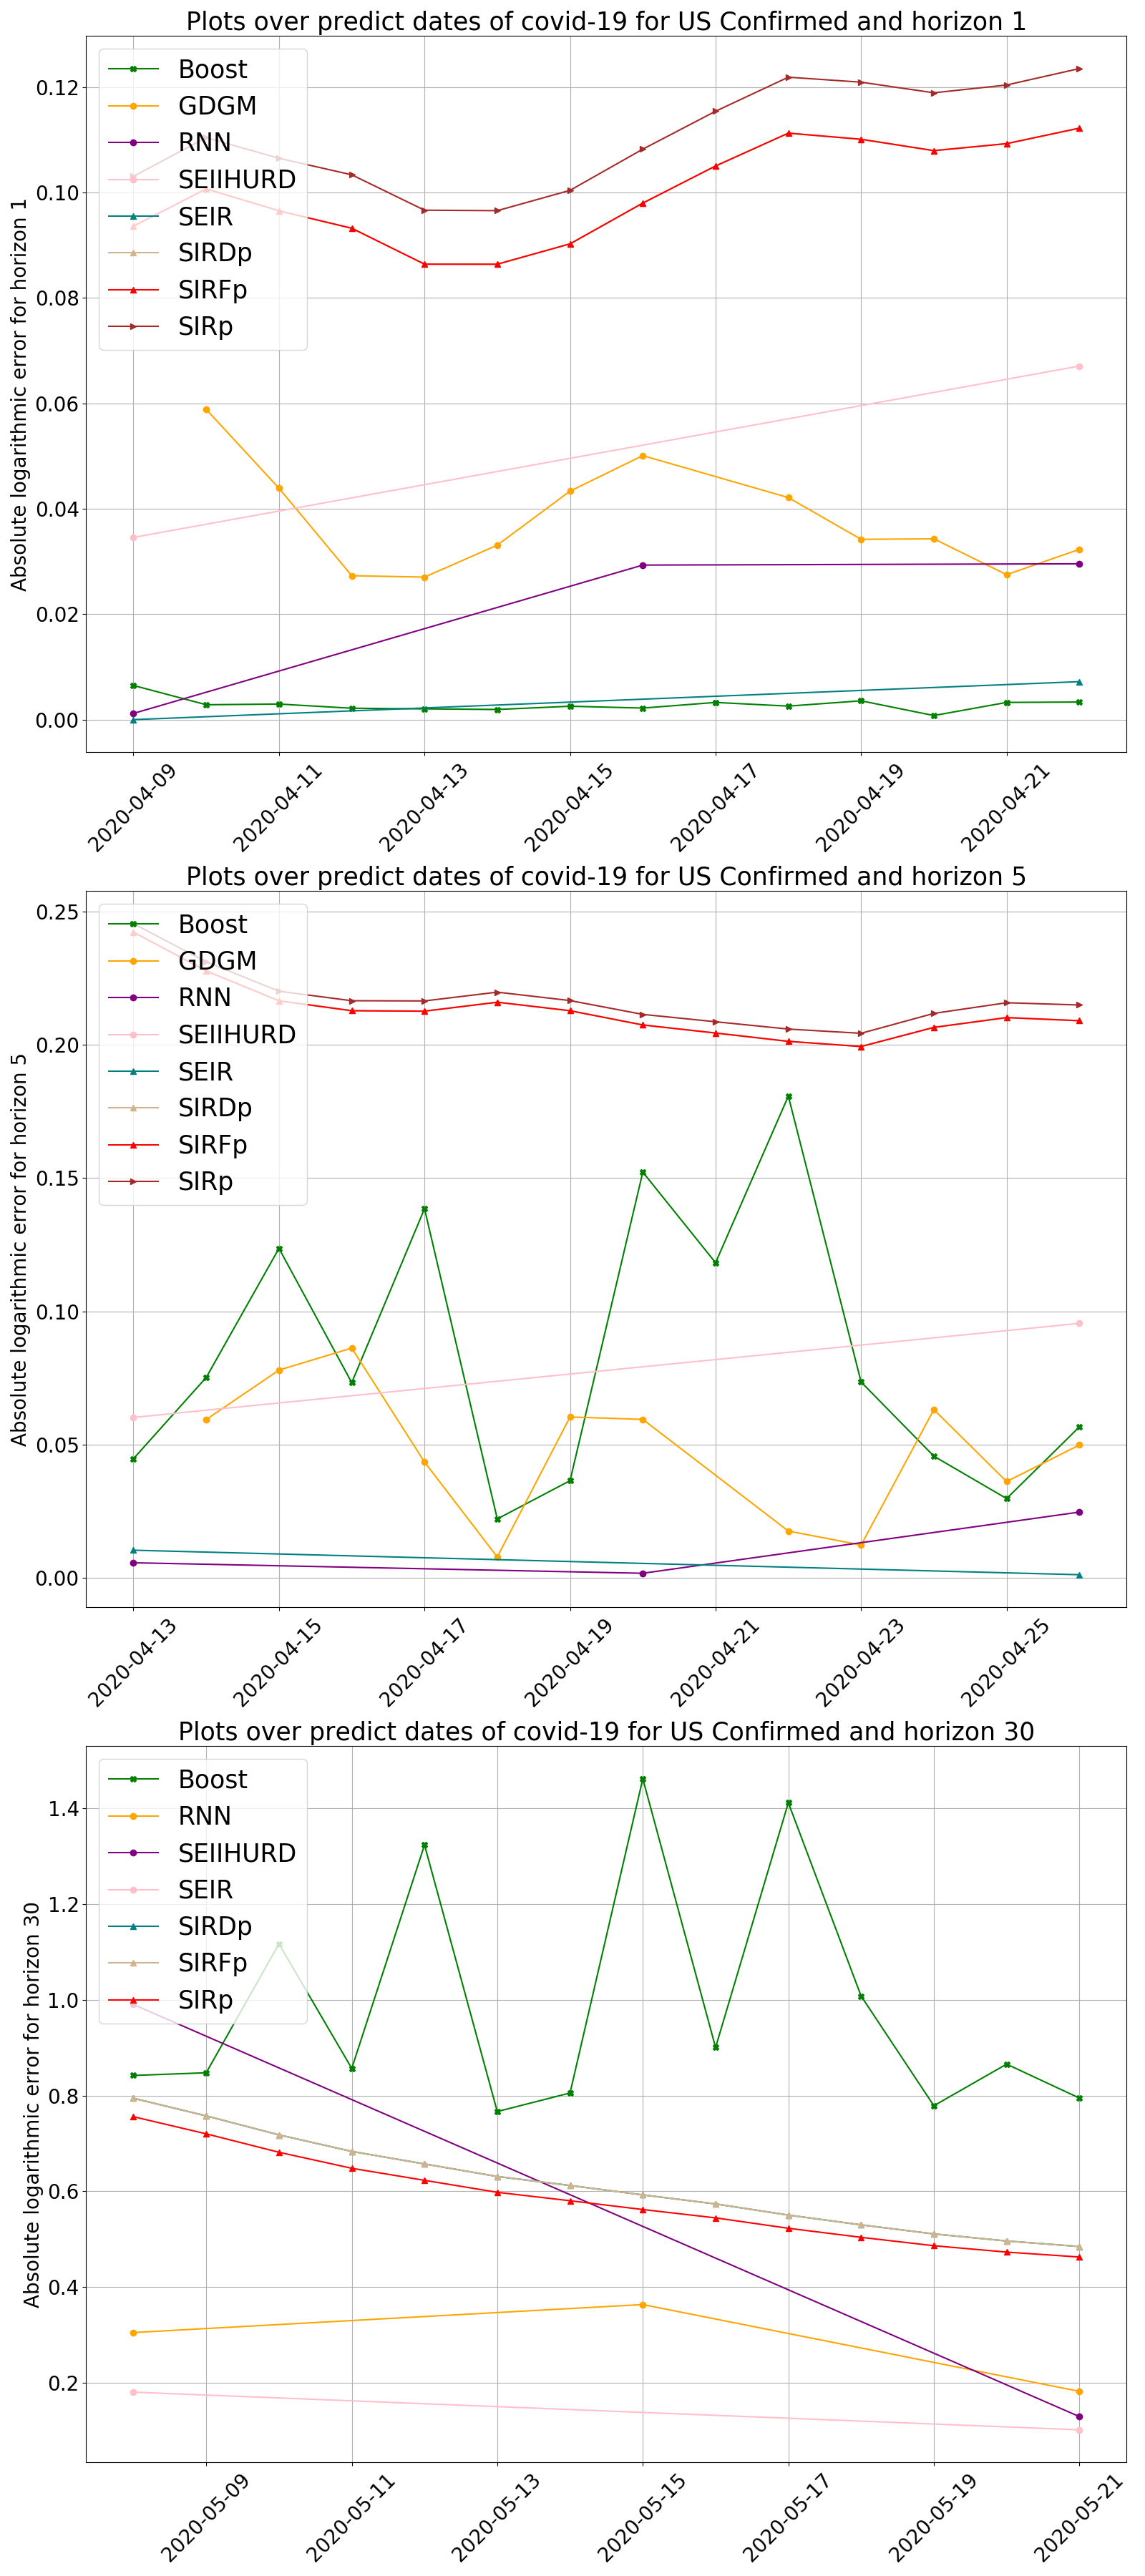 Plots over predict dates of covid-19 for US Confirmed and horizon 1
Absolute logarithmic error for horizon 1
0.12
0.10
0.08
0.06
0.04
0.02
0.00
Boost
GDGM
RNN
SEIIHURD
SEIR
SIRDp
SIRFp
SIRp
2020-04-09
2020-04-11
2020-04-13
2020-04-15
2020-04-17
2020-04-19
2020-04-21
Plots over predict dates of covid-19 for US Confirmed and horizon 5
Absolute logarithmic error for horizon 5
0.25
0.20
0.15
0.10
0.05
0.00
Boost
GDGM
RNN
SEIIHURD
SEIR
SIRDp
SIRFp
SIRp
2020-04-13
2020-04-15
2020-04-17
2020-04-19
2020-04-21
2020-04-23
2020-04-25
Plots over predict dates of covid-19 for US Confirmed and horizon 30
Absolute logarithmic error for horizon 30
1.4
1.2
1.0
0.8
0.6
0.4
0.2
Boost
RNN
SEIIHURD
SEIR
SIRDp
SIRFp
SIRp
2020-05-09
2020-05-11
2020-05-13
2020-05-15
2020-05-17
2020-05-19
2020-05-21